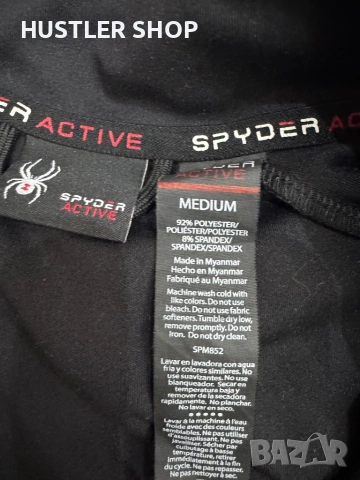 HUSTLER SHOP
SPYDER ACTIVE
SPYDER
SPYDER
ACTIVE
ACTIVE
MEDIUM
92% POLYESTER/
POLIÉSTER/POLYESTER
8% SPANDEX/
SPANDEX/SPANDEX
Made in Myanmar
Hecho en Myanmar
Fabriqué au Myanmar
Machine wash cold with
like colors. Do not use
bleach. Do not use fabric
softeners. Tumble dry low,
remove promptly. Do not
iron. Do not dry clean.
SPM852
Levar en lavadora con agua
fria y colores similares. No
use suavizantes. No use
blanqueador. Secar en
temperatura baja y
remover de la secadora
rapidamente. No planchar.
No lavar en seco.
Lavar à la machine à l'eau
froide avec des couleurs
semblables. Ne pas utiliser
d'assouplissant. Ne pas
javelliser. Sécher par
culbutage à basse
température, retirer
immédiatement à la fin
du cycle. Ne pas repasser.
Ne pas nettoyer à sec.
BAZAR